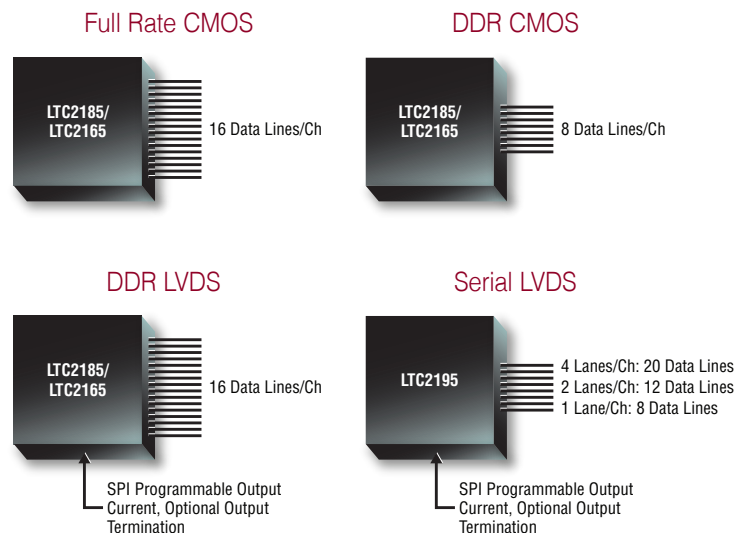 Full Rate CMOS
LTC2185/
LTC2165
16 Data Lines/Ch
DDR CMOS
LTC2185/
LTC2165
8 Data Lines/Ch
DDR LVDS
LTC2185/
LTC2165
16 Data Lines/Ch
SPI Programmable Output
Current, Optional Output
Termination
Serial LVDS
LTC2195
4 Lanes/Ch: 20 Data Lines
2 Lanes/Ch: 12 Data Lines
1 Lane/Ch: 8 Data Lines
SPI Programmable Output
Current, Optional Output
Termination